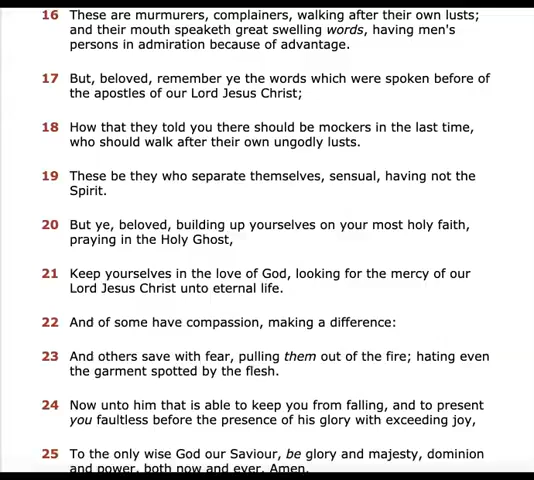 16 These are murmurers, complainers, walking after their own lusts;
and their mouth speaketh great swelling words, having men's
persons in admiration because of advantage.
17 But, beloved, remember ye the words which were spoken before of
the apostles of our Lord Jesus Christ;
18 How that they told you there should be mockers in the last time,
who should walk after their own ungodly lusts.
19 These be they who separate themselves, sensual, having not the
Spirit.
20 But ye, beloved, building up yourselves on your most holy faith,
praying in the Holy Ghost,
21 Keep yourselves in the love of God, looking for the mercy of our
Lord Jesus Christ unto eternal life.
22 And of some have compassion, making a difference:
23 And others save with fear, pulling them out of the fire; hating even
the garment spotted by the flesh.
24 Now unto him that is able to keep you from falling, and to present
you faultless before the presence of his glory with exceeding joy,
25 To the only wise God our Saviour, be glory and majesty, dominion
and power, both now and ever. Amen.